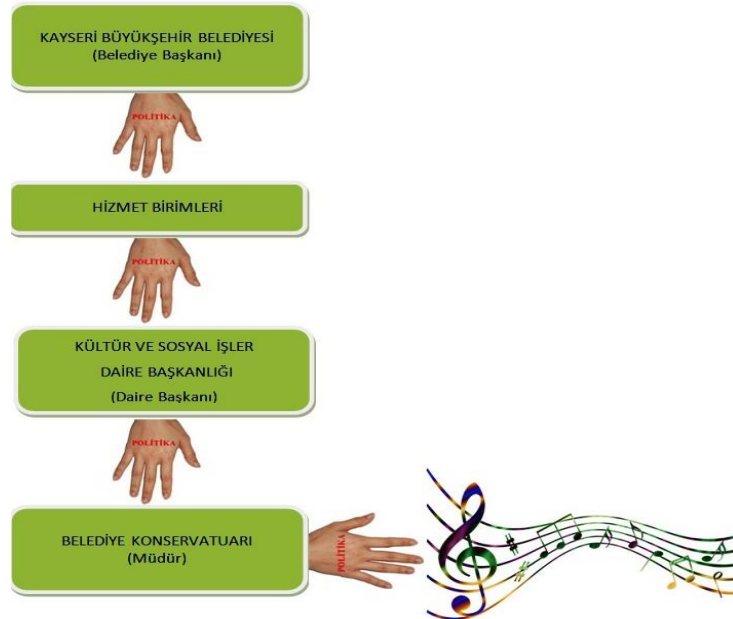 KAYSERİ BÜYÜKŞEHİR BELEDİYESİ
(Belediye Başkanı)
POLİTİKA
HİZMET BİRİMLERİ
POLİTİKA
KÜLTÜR VE SOSYAL İŞLER
DAİRE BAŞKANLIĞI
(Daire Başkanı)
POLİTİKA
BELEDİYE KONSERVATUARI
(Müdür)
POLİTİKA